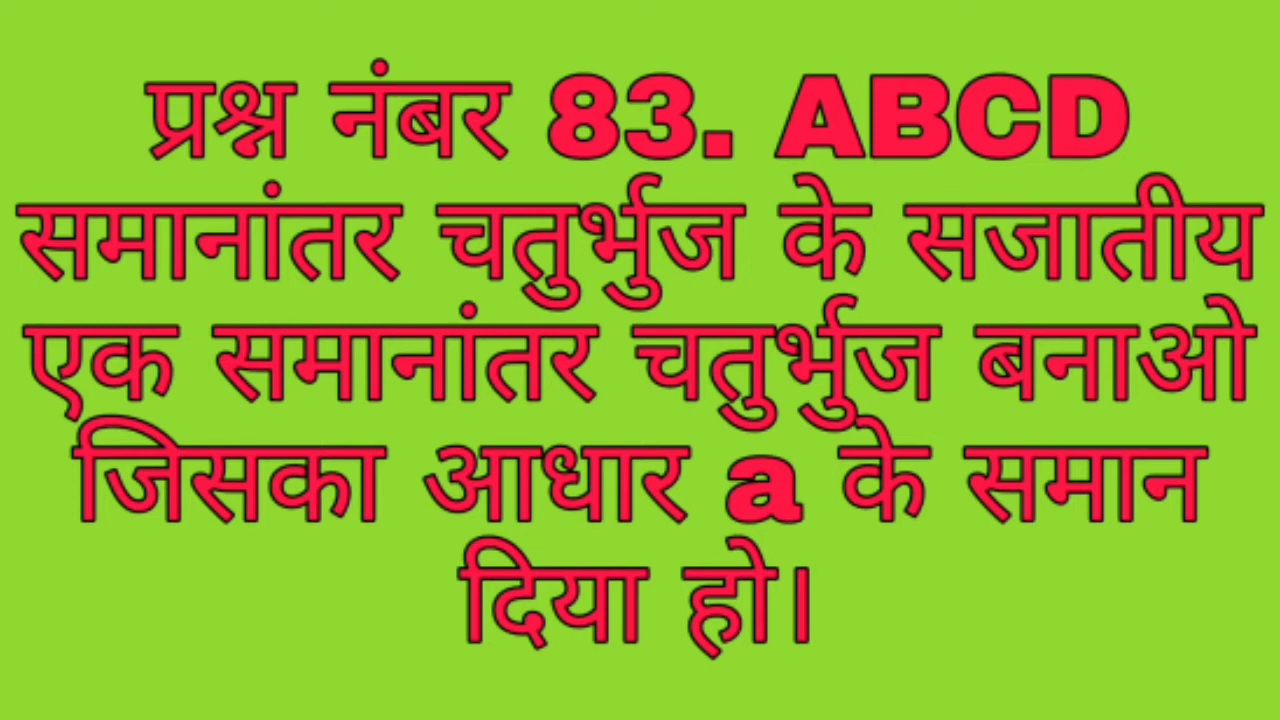 प्रश्न नंबर 83. ABCD
समानांतर चतुर्भुज के सजातीय
एक समानांतर चतुर्भुज बनाओ
जिसका आधार a के समान
दिया हो।